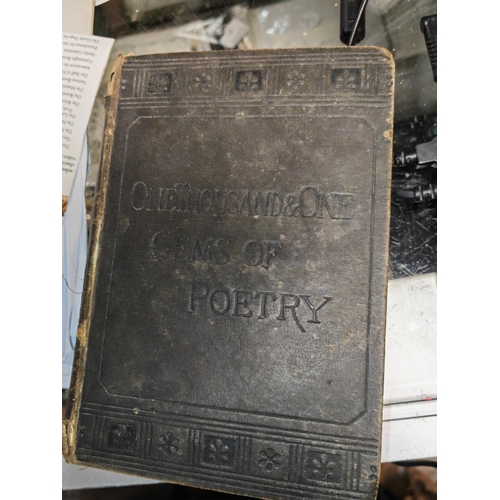 One Thousand & One
Gems of
Poetry